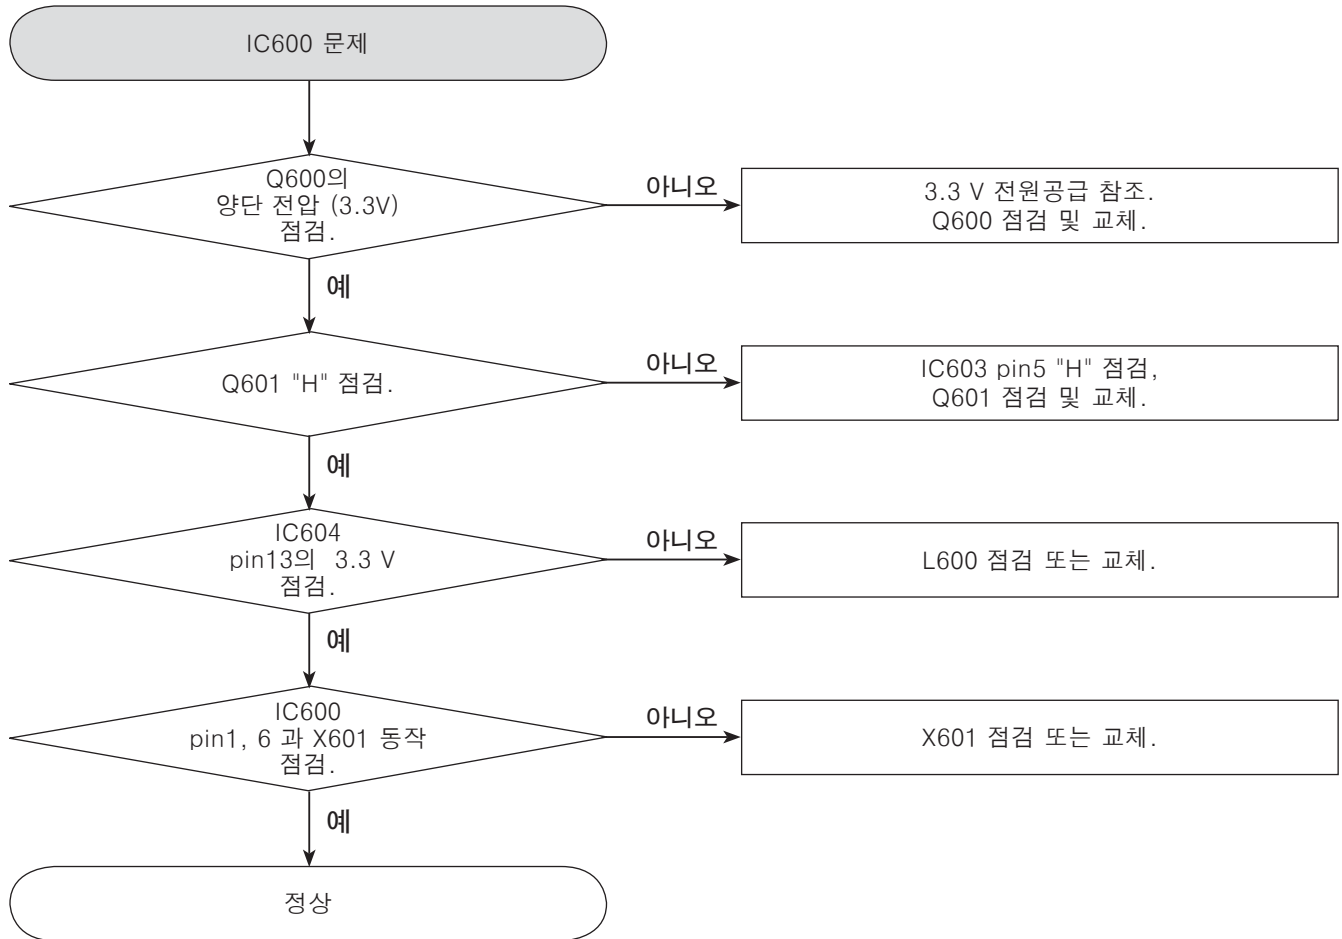 IC600 문제
Q600의
양단 전압 (3.3V)
점검.
아니오
3.3 V 전원공급 참조.
Q600 점검 및 교체.
예
Q601 "H" 점검.
아니오
IC603 pin5 "H" 점검,
Q601 점검 및 교체.
예
IC604
pin13의 3.3 V
점검.
아니오
L600 점검 또는 교체.
예
IC600
pin1, 6 과 X601 동작
점검.
아니오
X601 점검 또는 교체.
예
정상